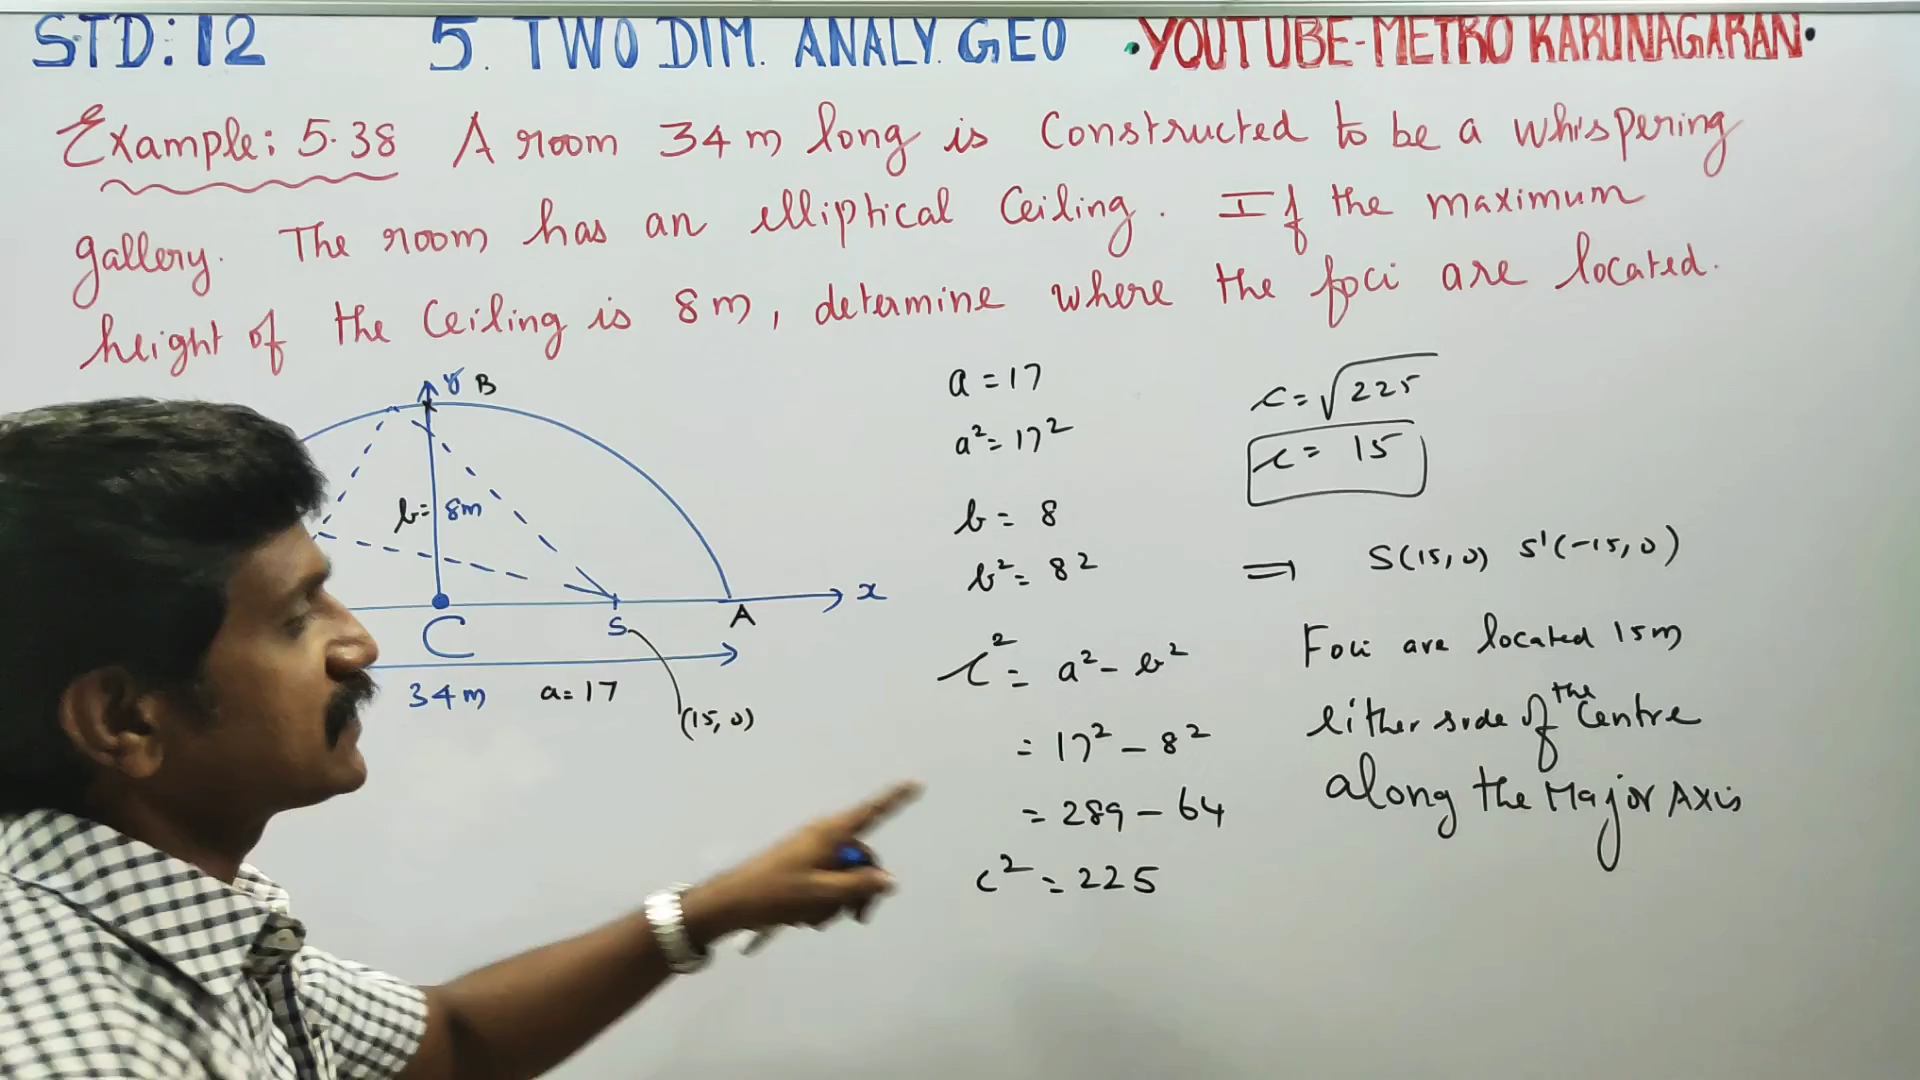 STD: 12 5. TWO DIM. ANALY. GEO • YOUTUBE-METRO KARUNAGARAN •
Example: 5.38 A room 34m long is constructed to be a whispering
gallery. The room has an elliptical ceiling. If the maximum
height of the ceiling is 8m, determine where the foci are located.
y B
b= 8m
x
C
S
A
34m a=17
(15, 0)
a = 17
a² = 17²
b = 8
b² = 8²
c² = a² - b²
= 17² - 8²
= 289 - 64
c² = 225
c = √225
c = 15
⇒ S(15, 0) S'(-15, 0)
Foci are located 15m
either side of the Centre
along the Major Axis